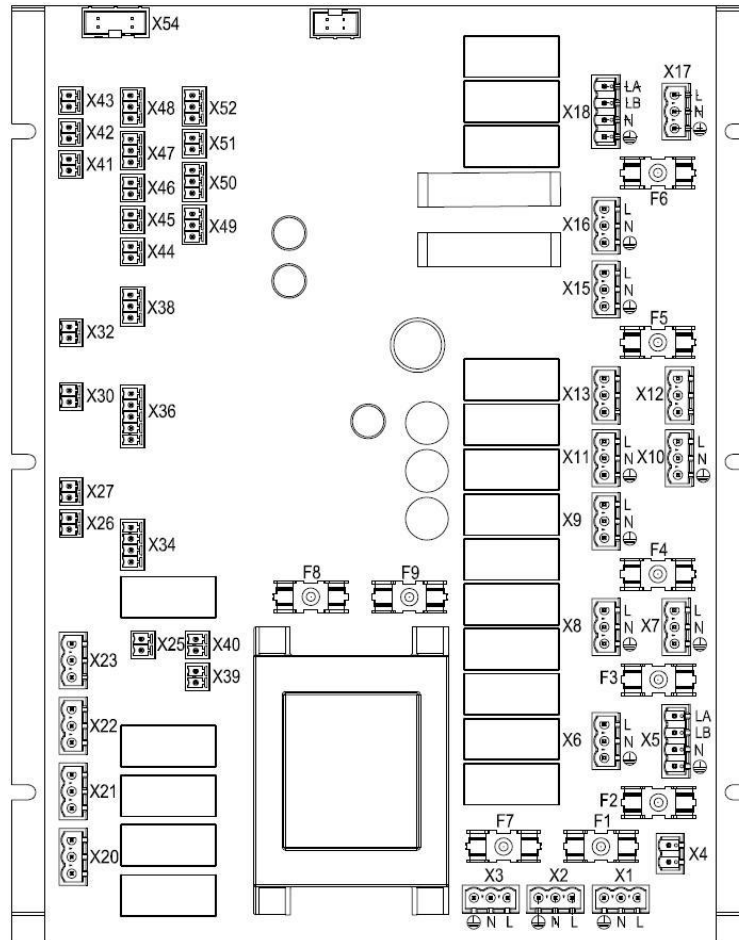 X54
X43
X48
X52
X42
X51
X41
X47
X46
X50
X45
X49
X44
X38
X32
X30
X36
X27
X26
X34
X18
LA
LB
N
X17
L
N
F6
X16
L
N
X15
L
N
F5
X13
X12
X11
L
N
X10
L
N
X9
L
N
F4
F8
F9
X8
L
N
X7
L
N
X23
X25
X40
X39
F3
X22
X6
L
N
X5
LA
LB
N
X21
F2
X20
F7
F1
X4
X3
X2
X1
N L
N L
N L